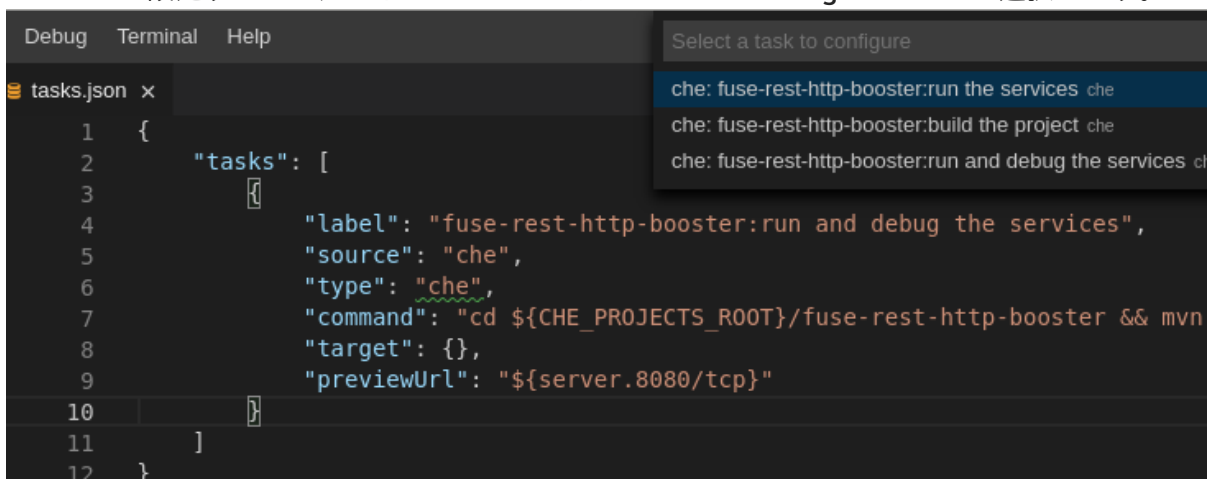 Debug Terminal Help
Select a task to configure
tasks.json ×
che: fuse-rest-http-booster:run the services che
che: fuse-rest-http-booster:build the project che
che: fuse-rest-http-booster:run and debug the services
1 {
2 "tasks": [
3 {
4 "label": "fuse-rest-http-booster:run and debug the services",
5 "source": "che",
6 "type": "che",
7 "command": "cd ${CHE_PROJECTS_ROOT}/fuse-rest-http-booster && mvn
8 "target": {},
9 "previewUrl": "${server.8080/tcp}"
10 }
11 ]
12 }